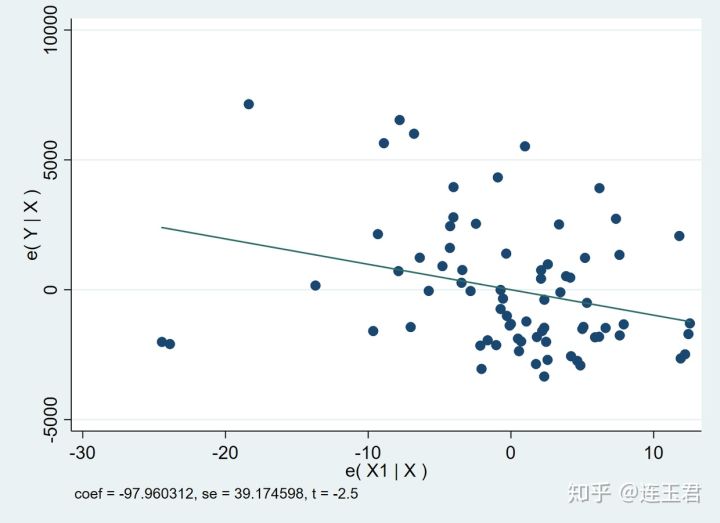 10000
5000
0
-5000
e( Y | X )
-30
-20
-10
0
10
e( X1 | X )
coef = -97.960312, se = 39.174598, t = -2.5
知乎 @连玉君